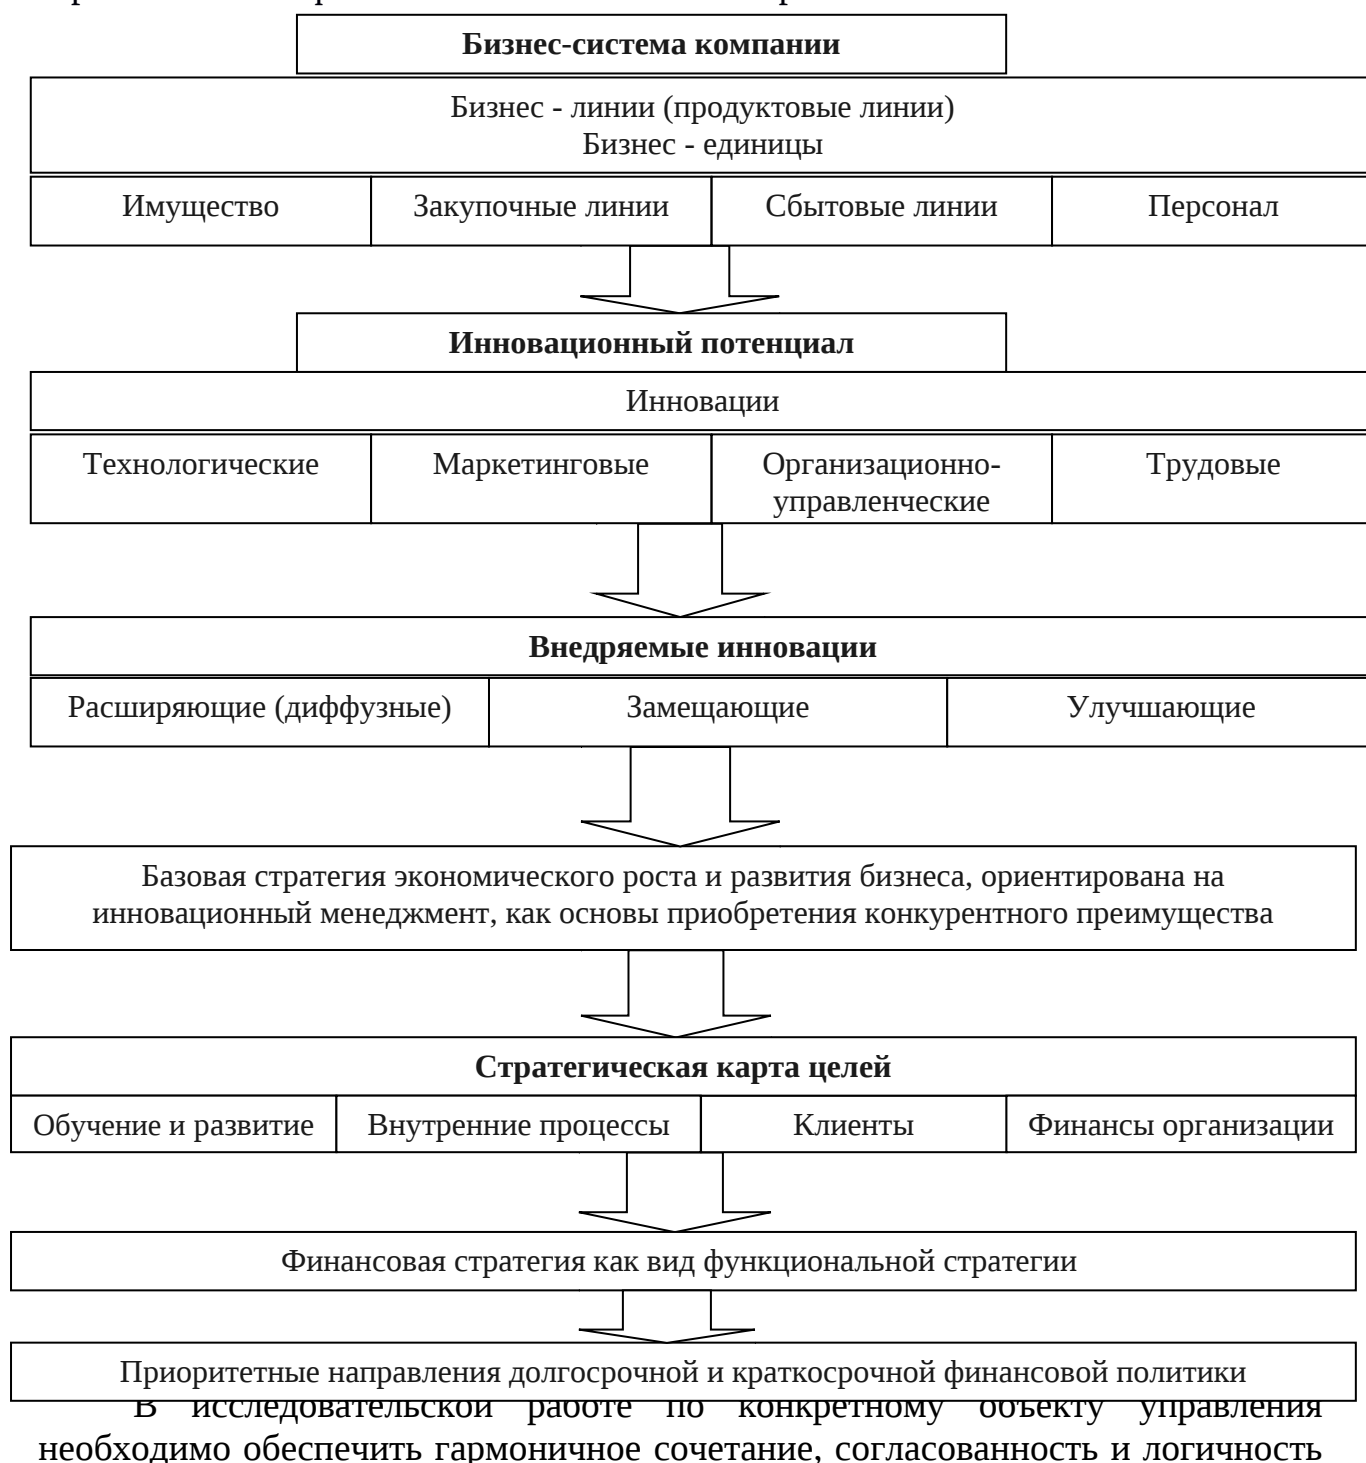 Бизнес-система компании
Бизнес - линии (продуктовые линии)
Бизнес - единицы
Имущество
Закупочные линии
Сбытовые линии
Персонал
Инновационный потенциал
Инновации
Технологические
Маркетинговые
Организационно-
управленческие
Трудовые
Внедряемые инновации
Расширяющие (диффузные)
Замещающие
Улучшающие
Базовая стратегия экономического роста и развития бизнеса, ориентирована на
инновационный менеджмент, как основы приобретения конкурентного преимущества
Стратегическая карта целей
Обучение и развитие
Внутренние процессы
Клиенты
Финансы организации
Финансовая стратегия как вид функциональной стратегии
Приоритетные направления долгосрочной и краткосрочной финансовой политики
В исследовательской работе по конкретному объекту управления
необходимо обеспечить гармоничное сочетание, согласованность и логичность